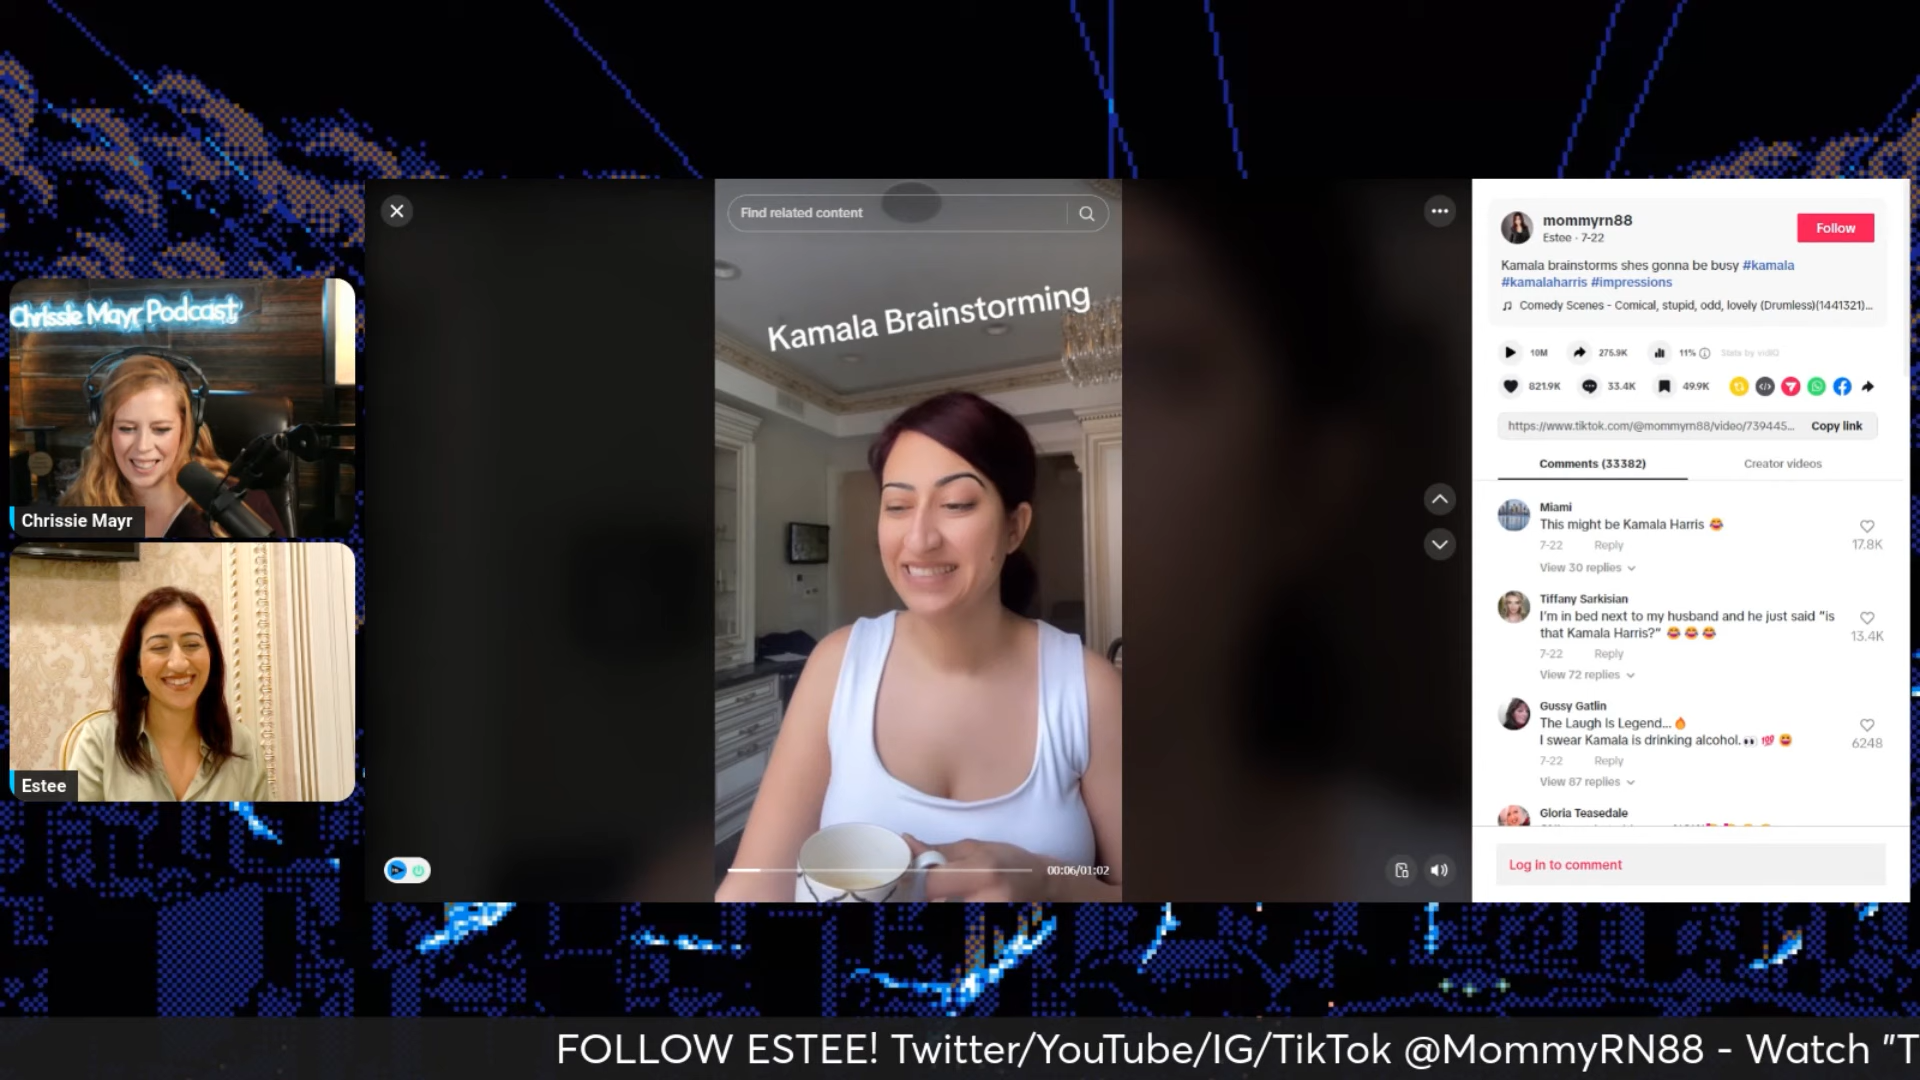 Chrissie Mayr Podcast
Chrissie Mayr
Estee
Find related content
Kamala Brainstorming
00:06/01:02
mommyrn88
Estee · 7-22
Follow
Kamala brainstorms shes gonna be busy #kamala
#kamalaharris #impressions
Comedy Scenes - Comical, stupid, odd, lovely (Drumless)(1441321)...
10M 275.9K 11%
821.9K 33.4K 49.9K
https://www.tiktok.com/@mommyrn88/video/739445... Copy link
Comments (33382) Creator videos
Miami
This might be Kamala Harris 😂
7-22 Reply 17.8K
View 30 replies
Tiffany Sarkisian
I'm in bed next to my husband and he just said "is
that Kamala Harris?" 😂😂😂
13.4K
7-22 Reply
View 72 replies
Gussy Gatlin
The Laugh Is Legend... 🔥
I swear Kamala is drinking alcohol. 👀 💯 😆
6248
7-22 Reply
View 87 replies
Gloria Teasedale
Log in to comment
FOLLOW ESTEE! Twitter/YouTube/IG/TikTok @MommyRN88 - Watch "T